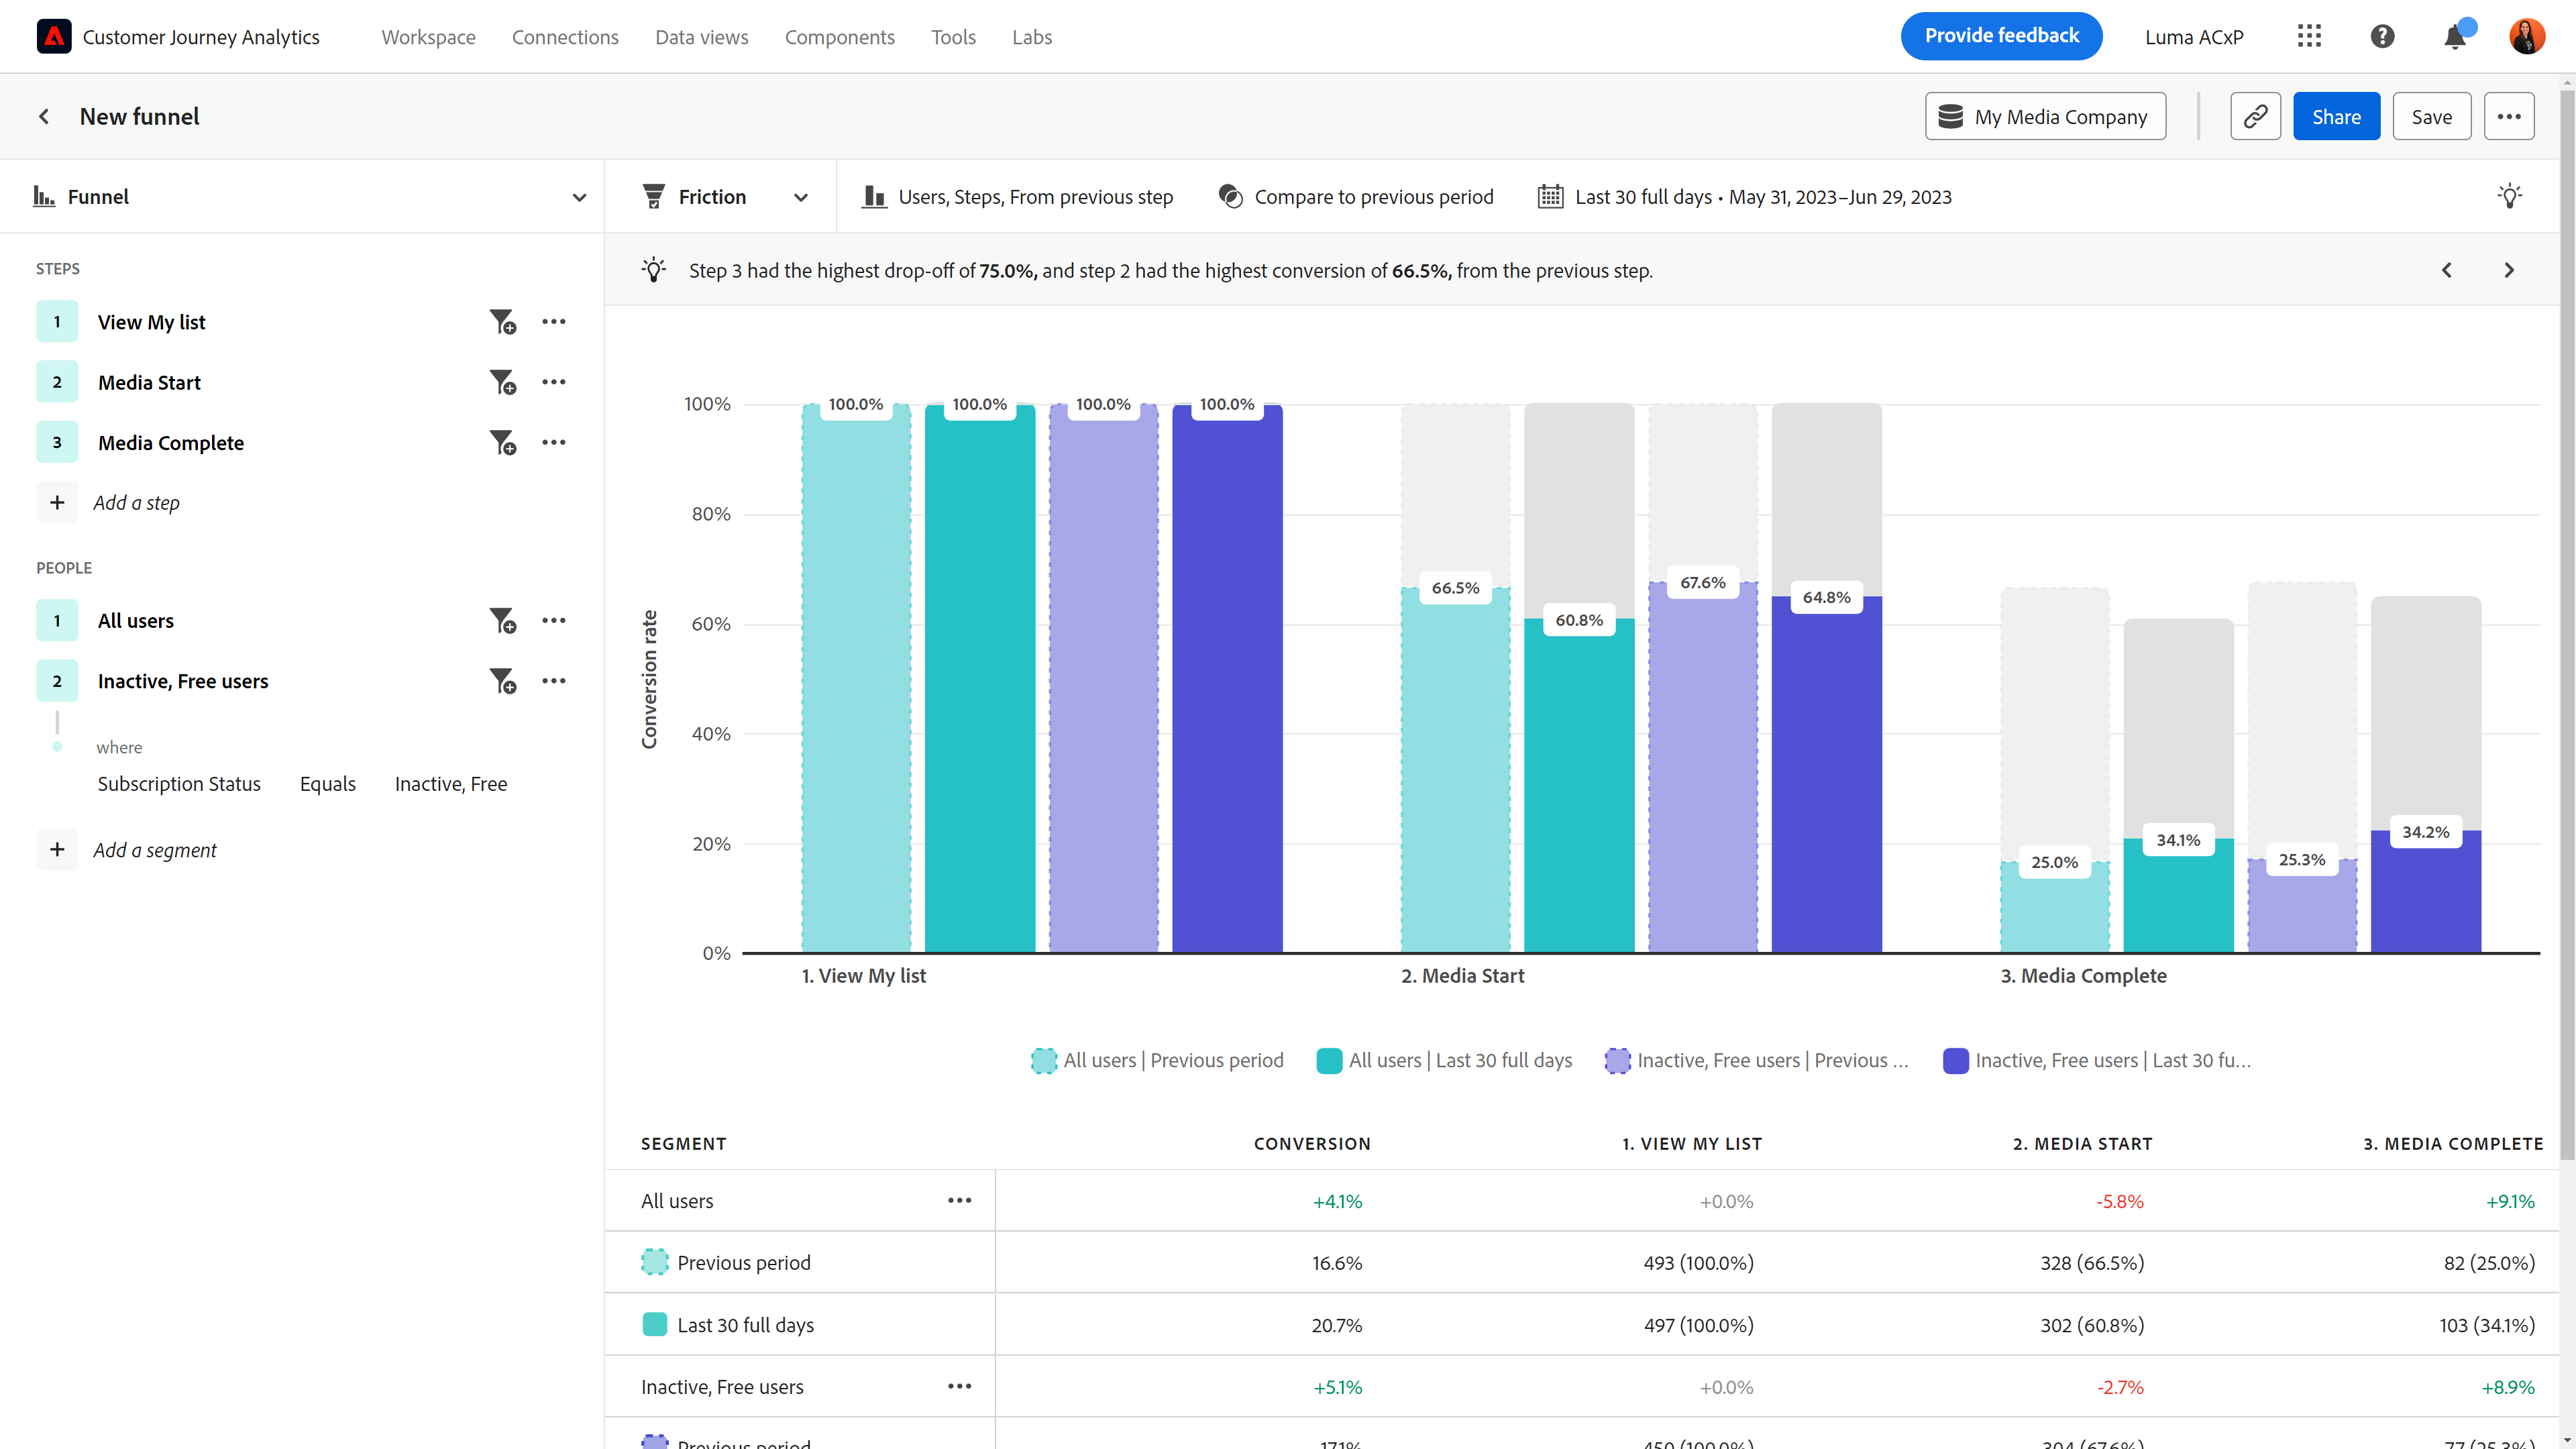 Customer Journey Analytics Workspace Connections Data views Components Tools Labs Provide feedback Luma ACxP
New funnel My Media Company Share Save
Funnel
Friction Users, Steps, From previous step Compare to previous period Last 30 full days • May 31, 2023–Jun 29, 2023
Step 3 had the highest drop-off of 75.0%, and step 2 had the highest conversion of 66.5%, from the previous step.
STEPS
1 View My list
2 Media Start
3 Media Complete
+ Add a step
PEOPLE
1 All users
2 Inactive, Free users
where
Subscription Status Equals Inactive, Free
+ Add a segment
Conversion rate
100%
80%
60%
40%
20%
0%
100.0% 100.0% 100.0% 100.0%
66.5% 60.8% 67.6% 64.8%
25.0% 34.1% 25.3% 34.2%
1. View My list 2. Media Start 3. Media Complete
All users | Previous period All users | Last 30 full days Inactive, Free users | Previous ... Inactive, Free users | Last 30 fu...
SEGMENT CONVERSION 1. VIEW MY LIST 2. MEDIA START 3. MEDIA COMPLETE
All users +4.1% +0.0% -5.8% +9.1%
Previous period 16.6% 493 (100.0%) 328 (66.5%) 82 (25.0%)
Last 30 full days 20.7% 497 (100.0%) 302 (60.8%) 103 (34.1%)
Inactive, Free users +5.1% +0.0% -2.7% +8.9%
Previous period 17.1% 450 (100.0%) 304 (67.6%) 77 (25.3%)